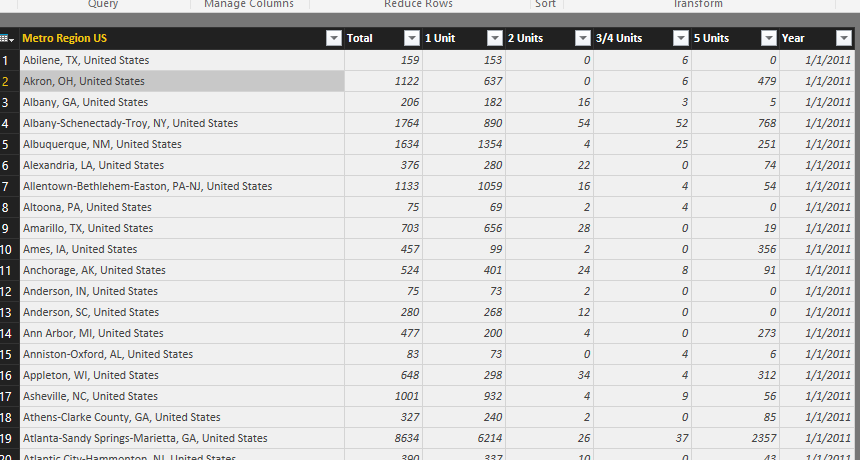 Query Manage Columns Reduce Rows Sort Transform
Metro Region US Total 1 Unit 2 Units 3/4 Units 5 Units Year
1 Abilene, TX, United States 159 153 0 6 0 1/1/2011
2 Akron, OH, United States 1122 637 0 6 479 1/1/2011
3 Albany, GA, United States 206 182 16 3 5 1/1/2011
4 Albany-Schenectady-Troy, NY, United States 1764 890 54 52 768 1/1/2011
5 Albuquerque, NM, United States 1634 1354 4 25 251 1/1/2011
6 Alexandria, LA, United States 376 280 22 0 74 1/1/2011
7 Allentown-Bethlehem-Easton, PA-NJ, United States 1133 1059 16 4 54 1/1/2011
8 Altoona, PA, United States 75 69 2 4 0 1/1/2011
9 Amarillo, TX, United States 703 656 28 0 19 1/1/2011
10 Ames, IA, United States 457 99 2 0 356 1/1/2011
11 Anchorage, AK, United States 524 401 24 8 91 1/1/2011
12 Anderson, IN, United States 75 73 2 0 0 1/1/2011
13 Anderson, SC, United States 280 268 12 0 0 1/1/2011
14 Ann Arbor, MI, United States 477 200 4 0 273 1/1/2011
15 Anniston-Oxford, AL, United States 83 73 0 4 6 1/1/2011
16 Appleton, WI, United States 648 298 34 4 312 1/1/2011
17 Asheville, NC, United States 1001 932 4 9 56 1/1/2011
18 Athens-Clarke County, GA, United States 327 240 2 0 85 1/1/2011
19 Atlanta-Sandy Springs-Marietta, GA, United States 8634 6214 26 37 2357 1/1/2011
20 Atlantic City-Hammonton, NJ, United States 390 337 10 0 43 1/1/2011